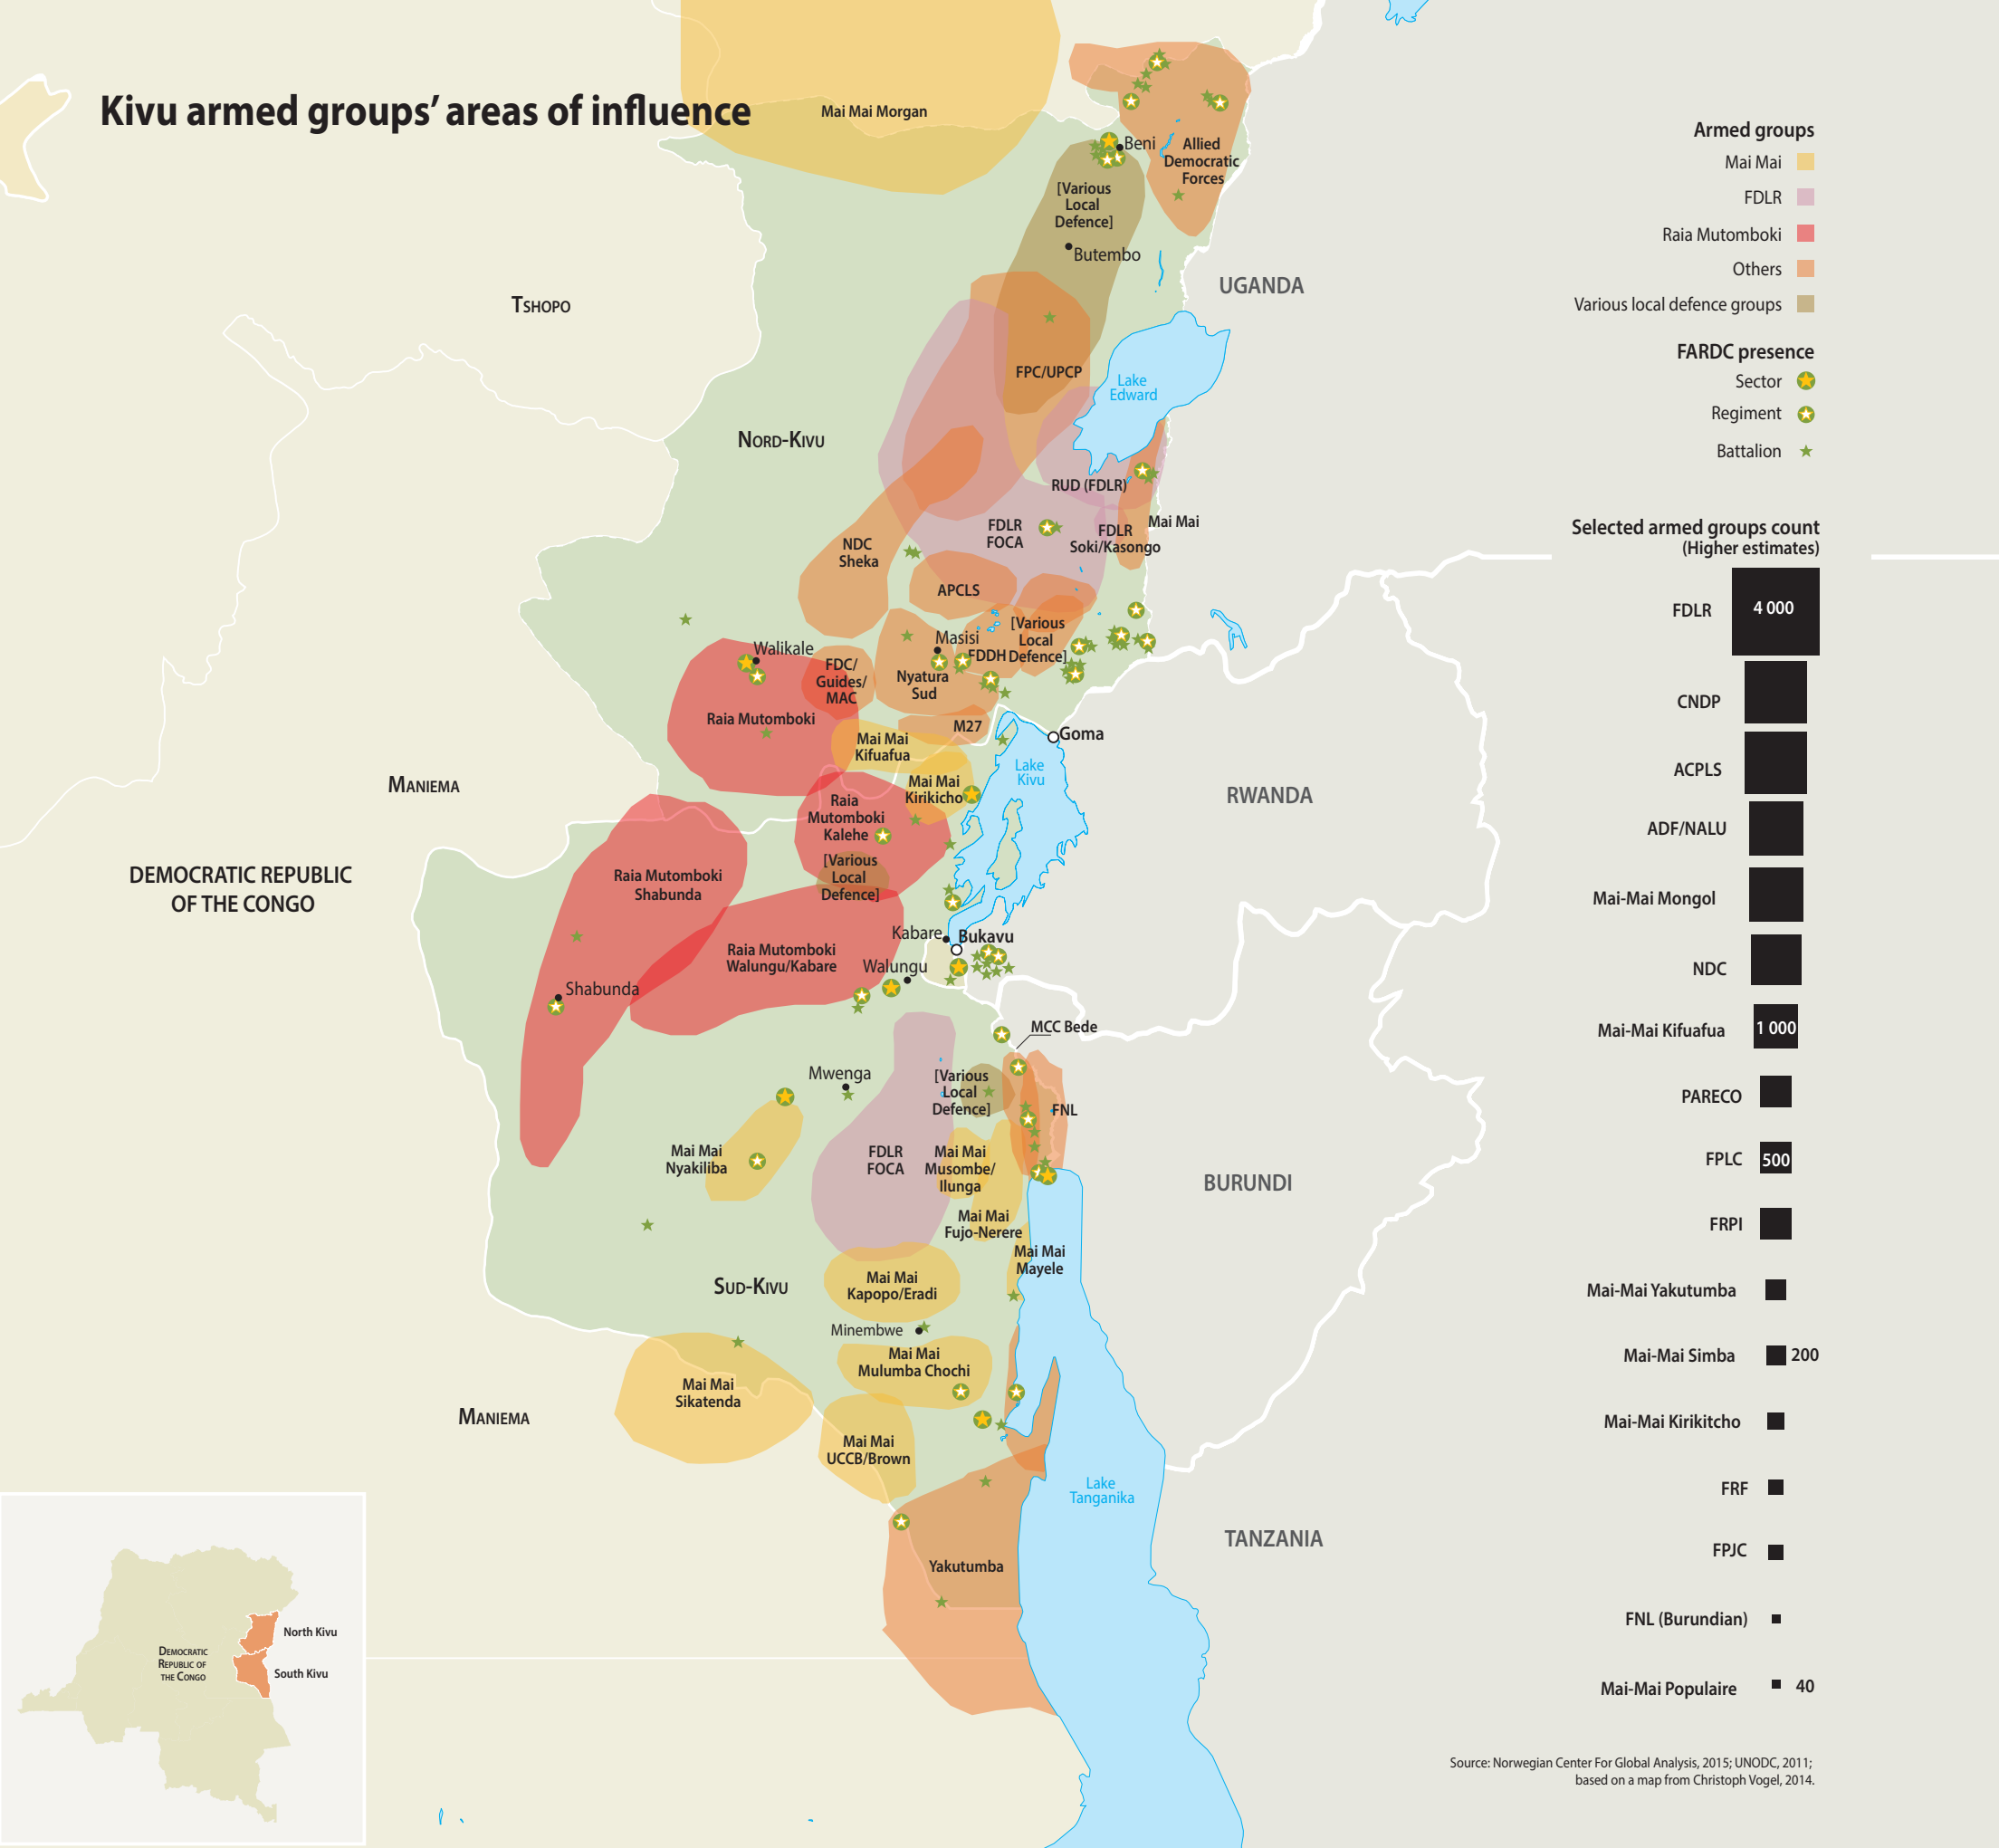 Kivu armed groups' areas of influence
Mai Mai Morgan
Beni
Allied
Democratic
Forces
[Various
Local
Defence]
Butembo
UGANDA
TSHOPO
FPC/UPCP
Lake
Edward
NORD-KIVU
RUD (FDLR)
FDLR
FOCA
FDLR
Soki/Kasongo
Mai Mai
NDC
Sheka
APCLS
[Various
Local
Defence]
Masisi
FDDH
Walikale
FDC/
Guides/
MAC
Nyatura
Sud
Raia Mutomboki
M27
Goma
Mai Mai
Kifuafua
Lake
Kivu
Mai Mai
Kirikicho
MANIEMA
RWANDA
Raia
Mutomboki
Kalehe
[Various
Local
Defence]
DEMOCRATIC REPUBLIC
OF THE CONGO
Raia Mutomboki
Shabunda
Kabare
Bukavu
Raia Mutomboki
Walungu/Kabare
Walungu
Shabunda
MCC Bede
Mwenga
[Various
Local
Defence]
FNL
Mai Mai
Nyakiliba
FDLR
FOCA
Mai Mai
Musombe/
Ilunga
BURUNDI
Mai Mai
Fujo-Nerere
Mai Mai
Mayele
SUD-KIVU
Mai Mai
Kapopo/Eradi
Minembwe
Mai Mai
Mulumba Chochi
Mai Mai
Sikatenda
MANIEMA
Mai Mai
UCCB/Brown
Lake
Tanganika
TANZANIA
Yakutumba
DEMOCRATIC
REPUBLIC OF
THE CONGO
North Kivu
South Kivu
Armed groups
Mai Mai
FDLR
Raia Mutomboki
Others
Various local defence groups
FARDC presence
Sector
Regiment
Battalion
Selected armed groups count
(Higher estimates)
FDLR 4 000
CNDP
ACPLS
ADF/NALU
Mai-Mai Mongol
NDC
Mai-Mai Kifuafua 1 000
PARECO
FPLC 500
FRPI
Mai-Mai Yakutumba
Mai-Mai Simba 200
Mai-Mai Kirikitcho
FRF
FPJC
FNL (Burundian)
Mai-Mai Populaire 40
Source: Norwegian Center For Global Analysis, 2015; UNODC, 2011;
based on a map from Christoph Vogel, 2014.